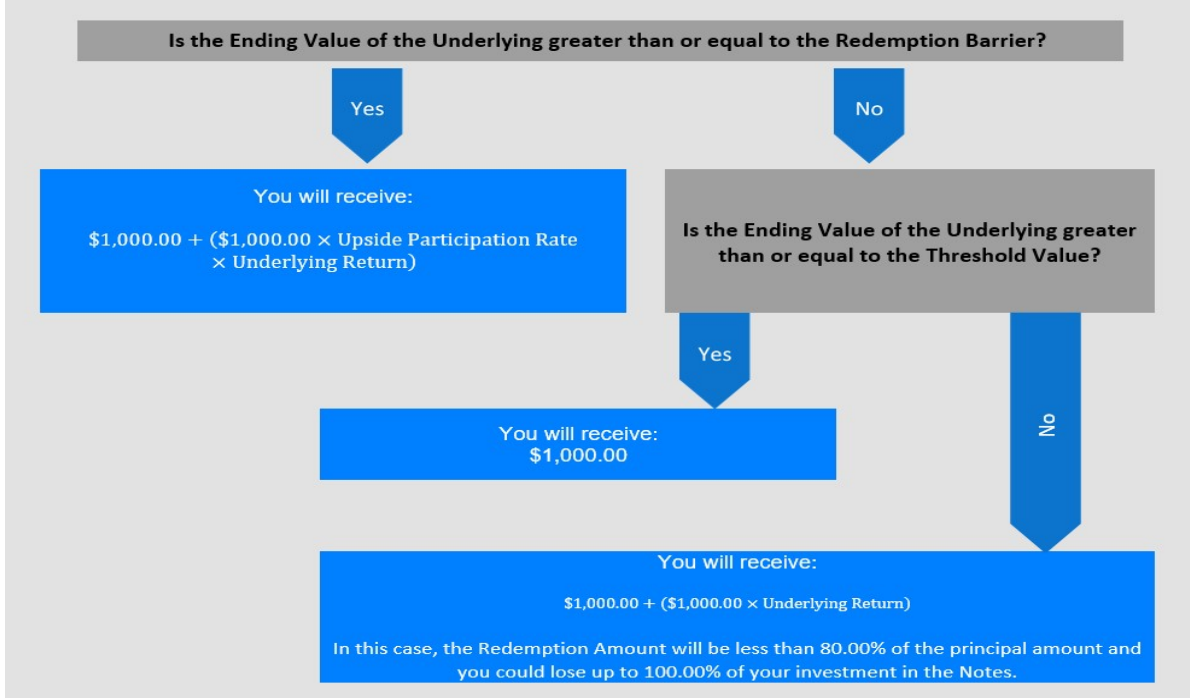 Is the Ending Value of the Underlying greater than or equal to the Redemption Barrier?
Yes
No
You will receive:
$1,000.00 + ($1,000.00 × Upside Participation Rate
× Underlying Return)
Is the Ending Value of the Underlying greater
than or equal to the Threshold Value?
Yes
No
You will receive:
$1,000.00
You will receive:
$1,000.00 + ($1,000.00 × Underlying Return)
In this case, the Redemption Amount will be less than 80.00% of the principal amount and
you could lose up to 100.00% of your investment in the Notes.